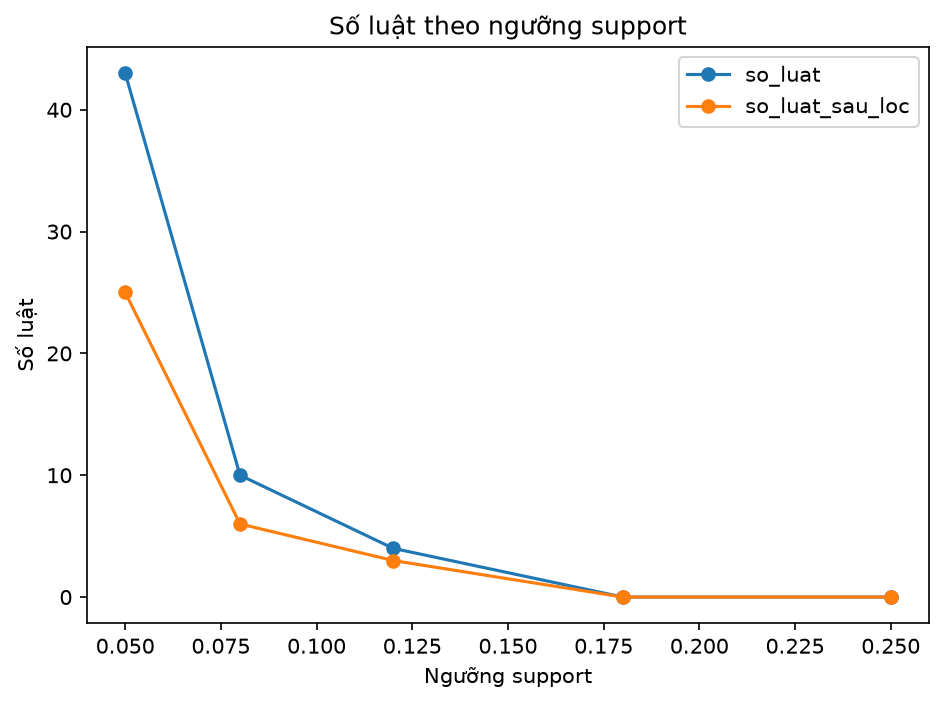 Số luật theo ngưỡng support
so_luat
so_luat_sau_loc
Số luật
40
30
20
10
0
0.050 0.075 0.100 0.125 0.150 0.175 0.200 0.225 0.250
Ngưỡng support